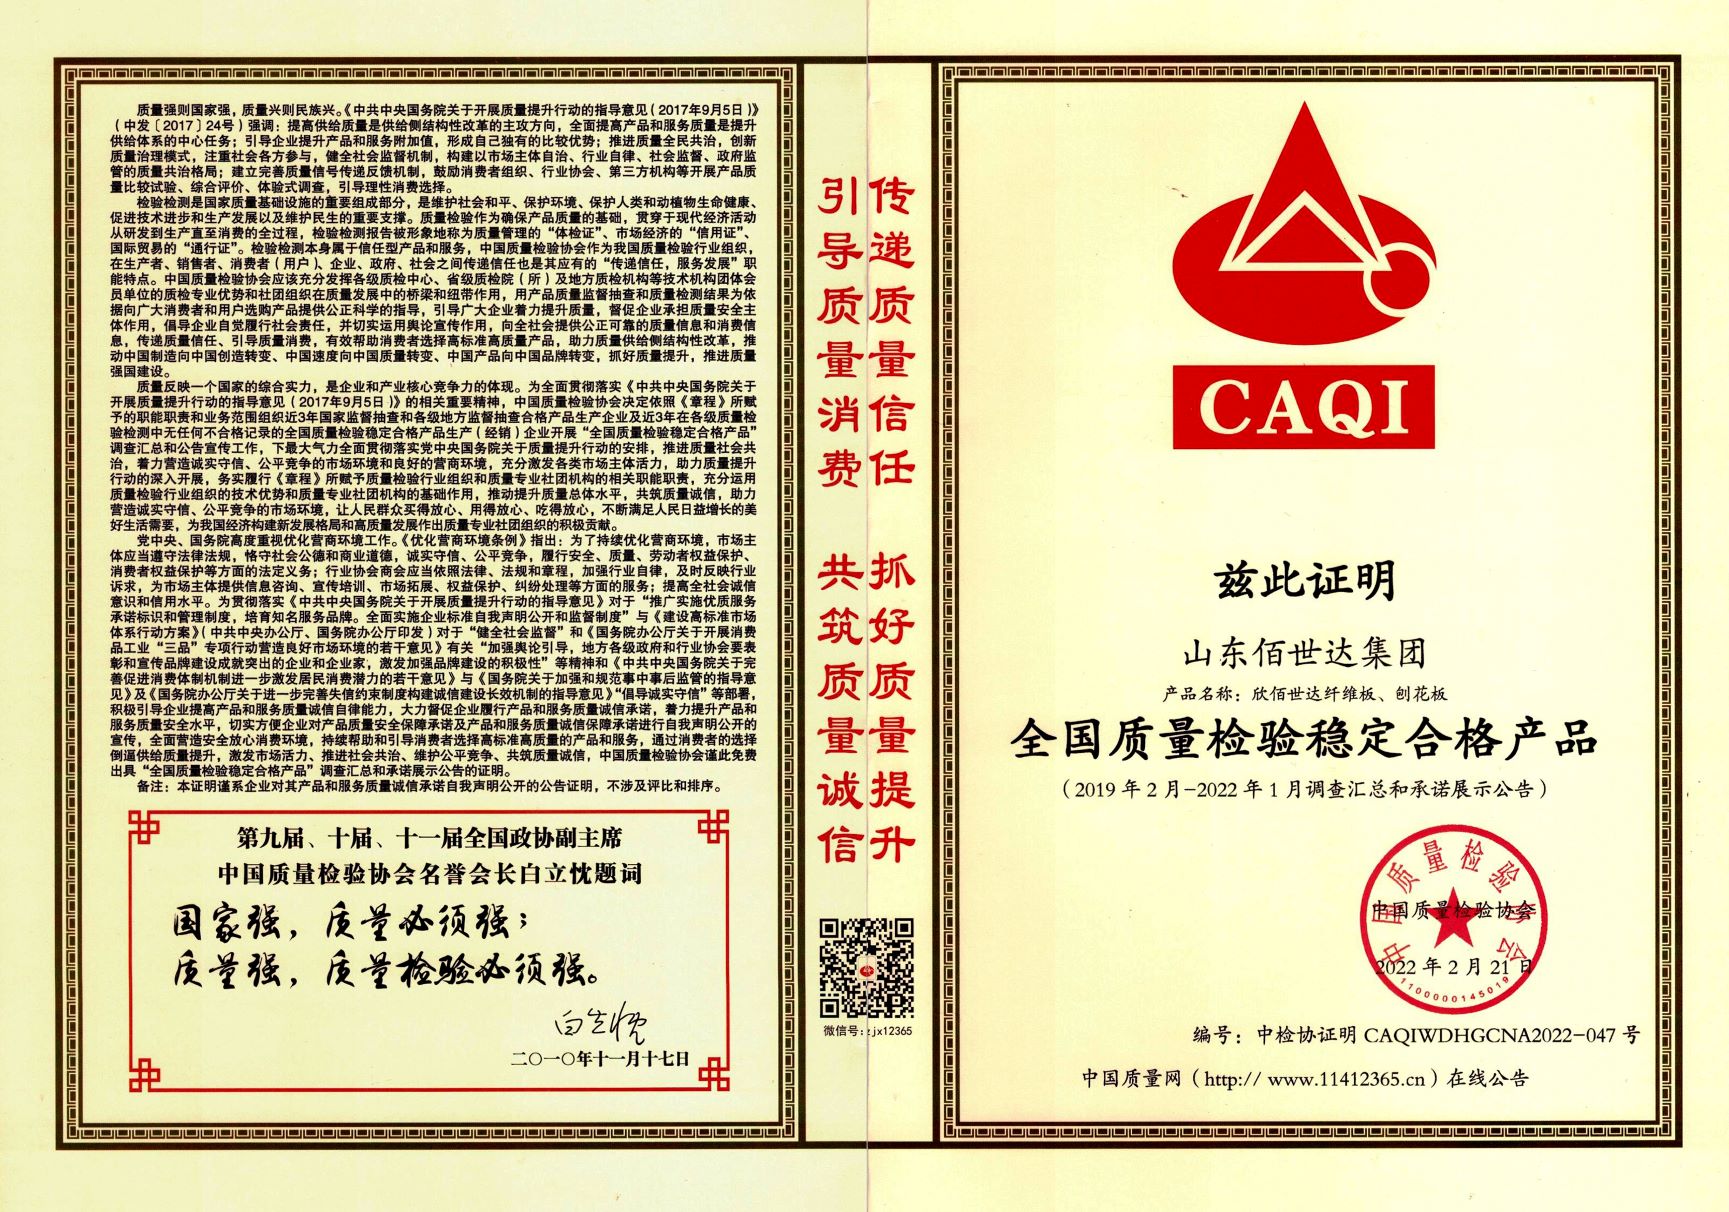 质量强则国家强，质量兴则民族兴。《中共中央国务院关于开展质量提升行动的指导意见（2017年9月5日）》
（中发〔2017〕24号）强调：提高供给质量是供给侧结构性改革的主攻方向，全面提高产品和服务质量是提升
供给体系的中心任务；引导企业提升产品和服务附加值，形成自己独有的比较优势；推进质量全民共治，创新
质量治理模式，注重社会各方参与，健全社会监督机制，构建以市场主体自治、行业自律、社会监督、政府监
管的质量共治格局；建立完善质量信号传递反馈机制，鼓励消费者组织、行业协会、第三方机构等开展产品质
量比较试验、综合评价、体验式调查，引导理性消费选择。
检验检测是国家质量基础设施的重要组成部分，是维护社会和平、保护环境、保护人类和动植物生命健康、
促进技术进步和生产发展以及维护民生的重要支撑。质量检验作为确保产品质量的基础，贯穿于现代经济活动
从研发到生产直至消费的全过程，检验检测报告被形象地称为质量管理的“体检证”、市场经济的“信用证”、
国际贸易的“通行证”。检验检测本身属于信任型产品和服务，中国质量检验协会作为我国质量检验行业组织，
在生产者、销售者、消费者（用户）、企业、政府、社会之间传递信任也是其应有的“传递信任，服务发展”职
能特点。中国质量检验协会应该充分发挥各级质检中心、省级质检院（所）及地方质检机构等技术机构团体会
员单位的质检专业优势和社团组织在质量发展中的桥梁和纽带作用，用产品质量监督抽查和质量检测结果为依
据向广大消费者和用户选购产品提供公正科学的指导，引导广大企业着力提升质量，督促企业承担质量安全主
体作用，倡导企业自觉履行社会责任，并切实运用舆论宣传作用，向全社会提供公正可靠的质量信息和消费信
息，传递质量信任、引导质量消费，有效帮助消费者选择高标准高质量产品，助力质量供给侧结构性改革，推
动中国制造向中国创造转变、中国速度向中国质量转变、中国产品向中国品牌转变，抓好质量提升，推进质量
强国建设。
质量反映一个国家的综合实力，是企业和产业核心竞争力的体现。为全面贯彻落实《中共中央国务院关于
开展质量提升行动的指导意见（2017年9月5日）》的相关重要精神，中国质量检验协会决定依照《章程》所赋
予的职能职责和业务范围组织近3年国家监督抽查和各级地方监督抽查合格产品生产企业及近3年在各级质量检
验检测中无任何不合格记录的全国质量检验稳定合格产品生产（经销）企业开展“全国质量检验稳定合格产品”
调查汇总和公告宣传工作，下最大气力全面贯彻落实党中央国务院关于质量提升行动的安排，推进质量社会共
治，着力营造诚实守信、公平竞争的市场环境和良好的营商环境，充分激发各类市场主体活力，助力质量提升
行动的深入开展，务实履行《章程》所赋予质量检验行业组织和质量专业社团机构的相关职能职责，充分运用
质量检验行业组织的技术优势和质量专业社团机构的基础作用，推动提升质量总体水平，共筑质量诚信，助力
营造诚实守信、公平竞争的市场环境，让人民群众买得放心、用得放心、吃得放心，不断满足人民日益增长的美
好生活需要，为我国经济构建新发展格局和高质量发展作出质量专业社团组织的积极贡献。
党中央、国务院高度重视优化营商环境工作。《优化营商环境条例》指出：为了持续优化营商环境，市场主
体应当遵守法律法规，恪守社会公德和商业道德，诚实守信、公平竞争，履行安全、质量、劳动者权益保护、
消费者权益保护等方面的法定义务；行业协会商会应当依照法律、法规和章程，加强行业自律，及时反映行业
诉求，为市场主体提供信息咨询、宣传培训、市场拓展、权益保护、纠纷处理等方面的服务；提高全社会诚信
意识和信用水平。为贯彻落实《中共中央国务院关于开展质量提升行动的指导意见》对于“推广实施优质服务
承诺标识和管理制度，培育知名服务品牌。全面实施企业标准自我声明公开和监督制度”与《建设高标准市场
体系行动方案》（中共中央办公厅、国务院办公厅印发）对于“健全社会监督”和《国务院办公厅关于开展消费
品工业“三品”专项行动营造良好市场环境的若干意见》有关“加强舆论引导，地方各级政府和行业协会要表
彰和宣传品牌建设成就突出的企业和企业家，激发加强品牌建设的积极性”等精神和《中共中央国务院关于完
善促进消费体制机制进一步激发居民消费潜力的若干意见》与《国务院关于加强和规范事中事后监管的指导意
见》及《国务院办公厅关于进一步完善失信约束制度构建诚信建设长效机制的指导意见》“倡导诚实守信”等部署，
积极引导企业提高产品和服务质量诚信自律能力，大力督促企业履行产品和服务质量诚信承诺，着力提升产品和
服务质量安全水平，切实方便企业对产品质量安全保障承诺及产品和服务质量诚信保障承诺进行自我声明公开的
宣传，全面营造安全放心消费环境，持续帮助和引导消费者选择高标准高质量的产品和服务，通过消费者的选择
倒逼供给质量提升，激发市场活力、推进社会共治、维护公平竞争、共筑质量诚信，中国质量检验协会谨此免费
出具“全国质量检验稳定合格产品”调查汇总和承诺展示公告的证明。
备注：本证明谨系企业对其产品和服务质量诚信承诺自我声明公开的公告证明，不涉及评比和排序。
第九届、十届、十一届全国政协副主席
中国质量检验协会名誉会长白立忱题词
国家强，质量必须强；
质量强，质量检验必须强。
白立忱
二〇一〇年十一月十七日
传递质量信任 抓好质量提升
引导质量消费 共筑质量诚信
微信号：zjx12365
CAQI
兹此证明
山东佰世达集团
产品名称：欣佰世达纤维板、刨花板
全国质量检验稳定合格产品
（2019年2月-2022年1月调查汇总和承诺展示公告）
中国质量检验协会
中国质量检验协会
2022年2月21日
1100000145019
编号：中检协证明 CAQIWDHGCNA2022-047 号
中国质量网（http:// www.11412365.cn）在线公告